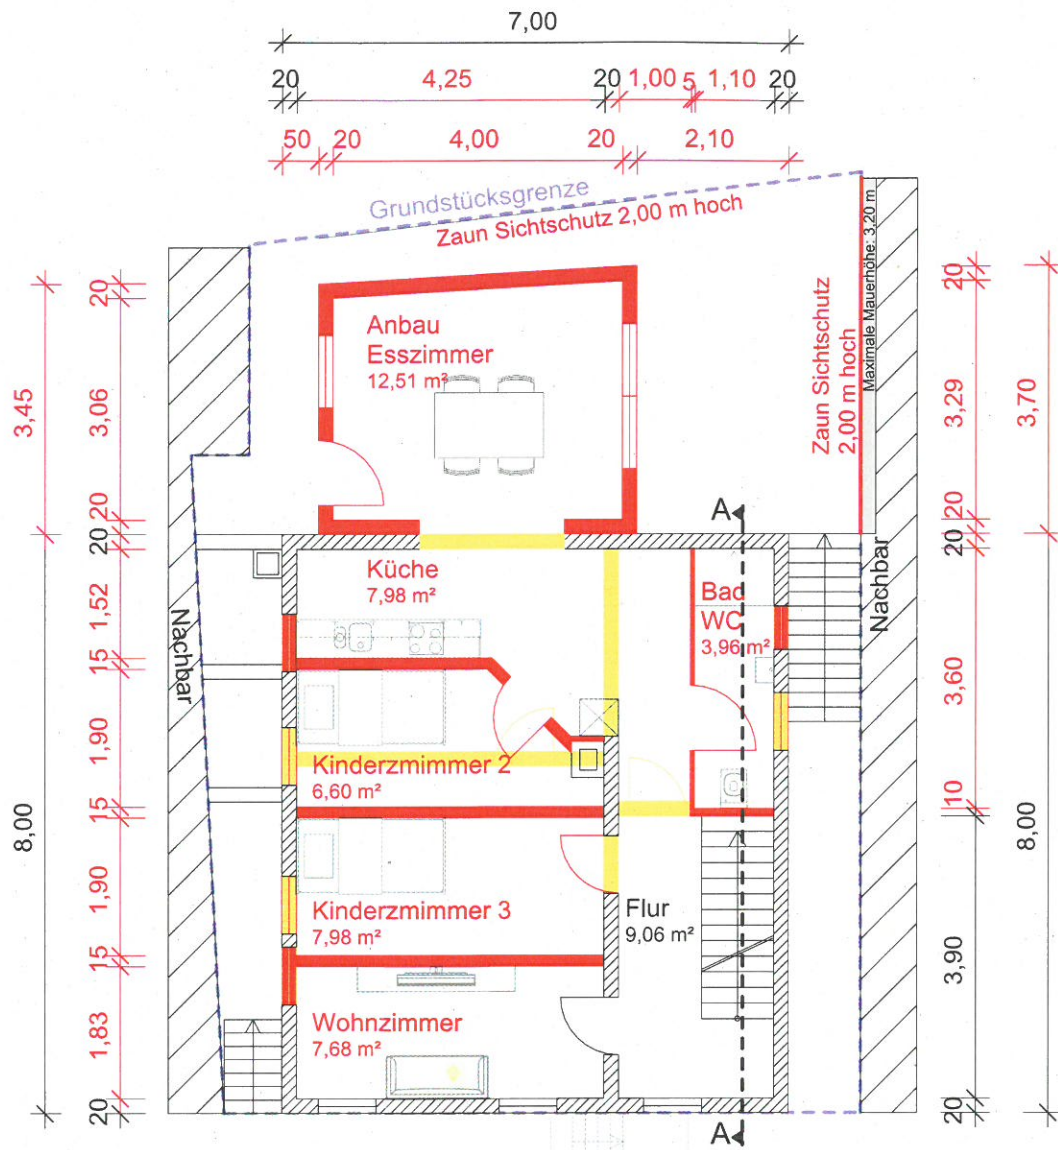 7,00
20 4,25 20 1,00 5 1,10 20
50 20 4,00 20 2,10
Grundstücksgrenze
Zaun Sichtschutz 2,00 m hoch
Maximale Mauerhöhe: 3,20 m
Zaun Sichtschutz
2,00 m hoch
Anbau
Esszimmer
12,51 m²
3,45
8,00
20
3,06
20
20
1,52
15
1,90
15
1,90
15
1,83
20
20
3,29
20
20
3,60
10
3,90
20
3,70
8,00
A
Nachbar
Nachbar
Küche
7,98 m²
Bad
WC
3,96 m²
Kinderzmimmer 2
6,60 m²
Kinderzmimmer 3
7,98 m²
Flur
9,06 m²
Wohnzimmer
7,68 m²
A